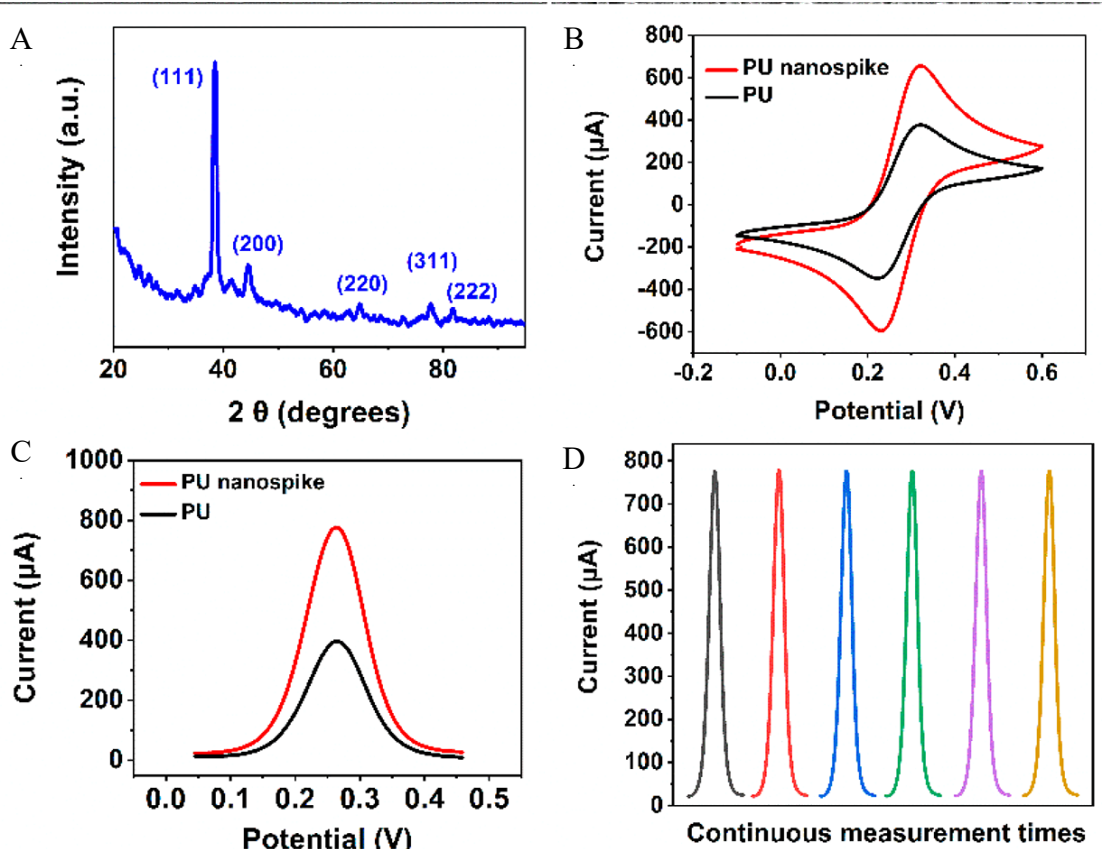 A
Intensity (a.u.)
(111)
(200)
(220)
(311)
(222)
20
40
60
80
2 θ (degrees)
B
PU nanospike
PU
Current (μA)
800
600
400
200
0
-200
-400
-600
-0.2
0.0
0.2
0.4
0.6
Potential (V)
C
PU nanospike
PU
Current (μA)
1000
800
600
400
200
0
0.0
0.1
0.2
0.3
0.4
0.5
Potential (V)
D
Current (μA)
800
700
600
500
400
300
200
100
0
Continuous measurement times